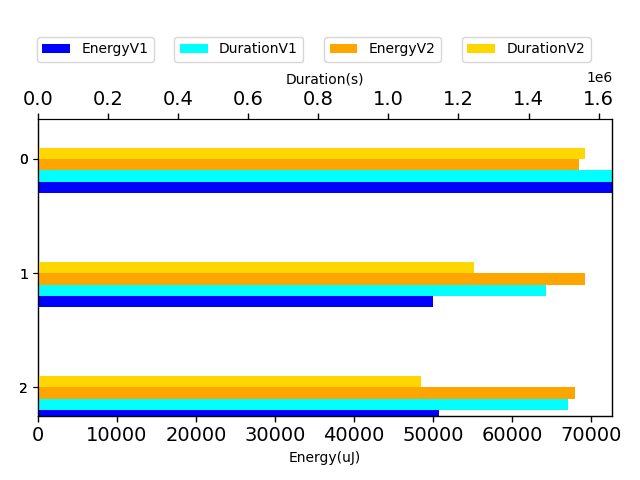 EnergyV1 DurationV1 EnergyV2 DurationV2
Duration(s) 1e6
0.0 0.2 0.4 0.6 0.8 1.0 1.2 1.4 1.6
0
1
2
0 10000 20000 30000 40000 50000 60000 70000
Energy(uJ)